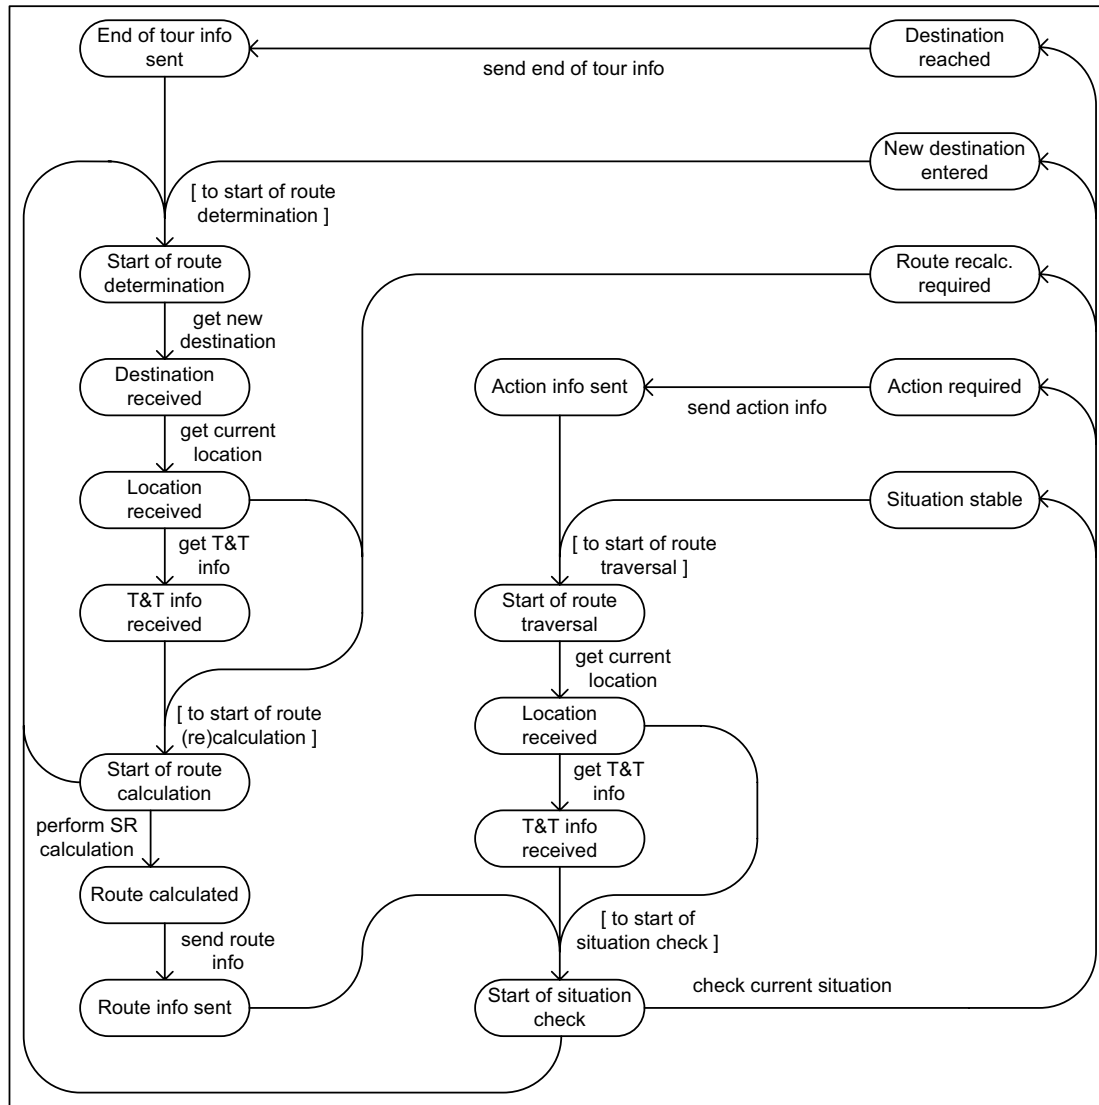 End of tour info
sent
Destination
reached
send end of tour info
New destination
entered
[ to start of route
determination ]
Start of route
determination
Route recalc.
required
get new
destination
Destination
received
Action info sent
Action required
send action info
get current
location
Location
received
Situation stable
get T&T
info
[ to start of route
traversal ]
T&T info
received
Start of route
traversal
get current
location
[ to start of route
(re)calculation ]
Location
received
Start of route
calculation
get T&T
info
perform SR
calculation
T&T info
received
Route calculated
[ to start of
situation check ]
send route
info
Route info sent
Start of situation
check
check current situation